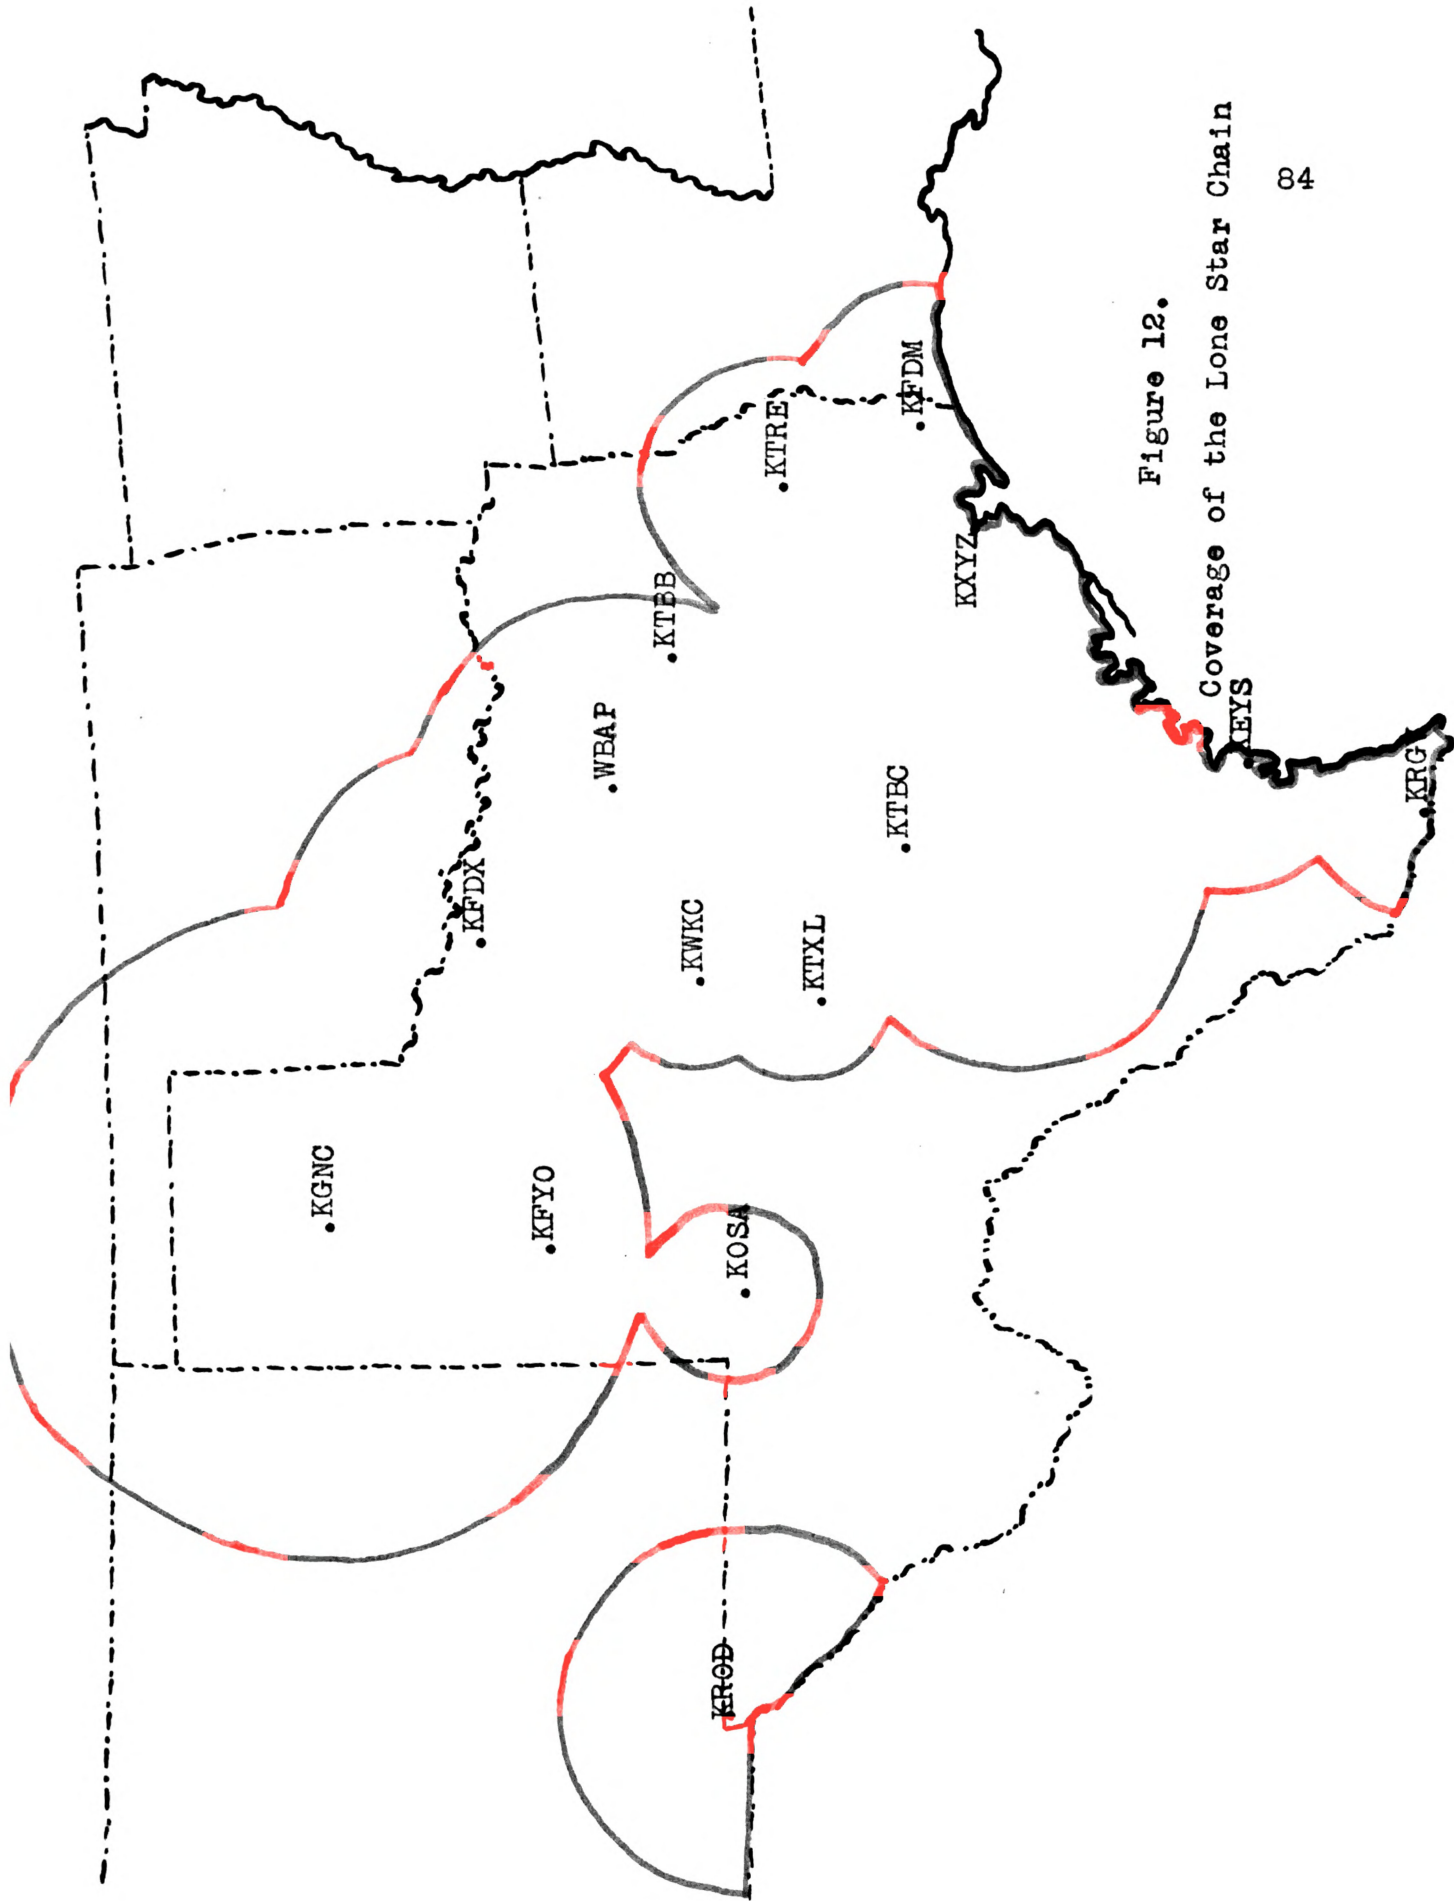 KGNC
KFYO
KFDX
WBAP
KTBB
KWKC
KTRE
KOSA
KROD
KTXL
KTBC
KFDM
KXYZ
KEYS
KRG
Figure 12.
Coverage of the Lone Star Chain
84